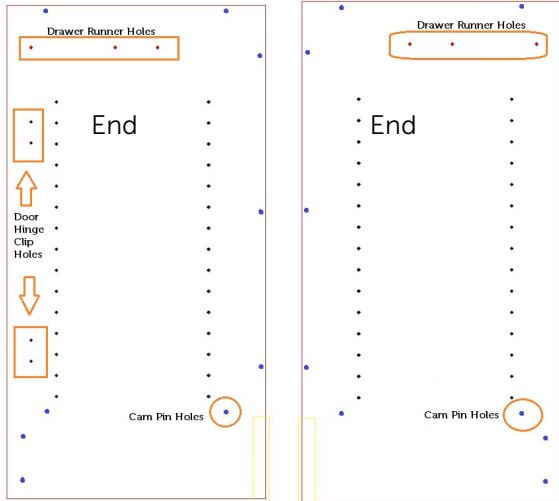 Drawer Runner Holes
Drawer Runner Holes
End
End
Door
Hinge
Clip
Holes
Cam Pin Holes
Cam Pin Holes